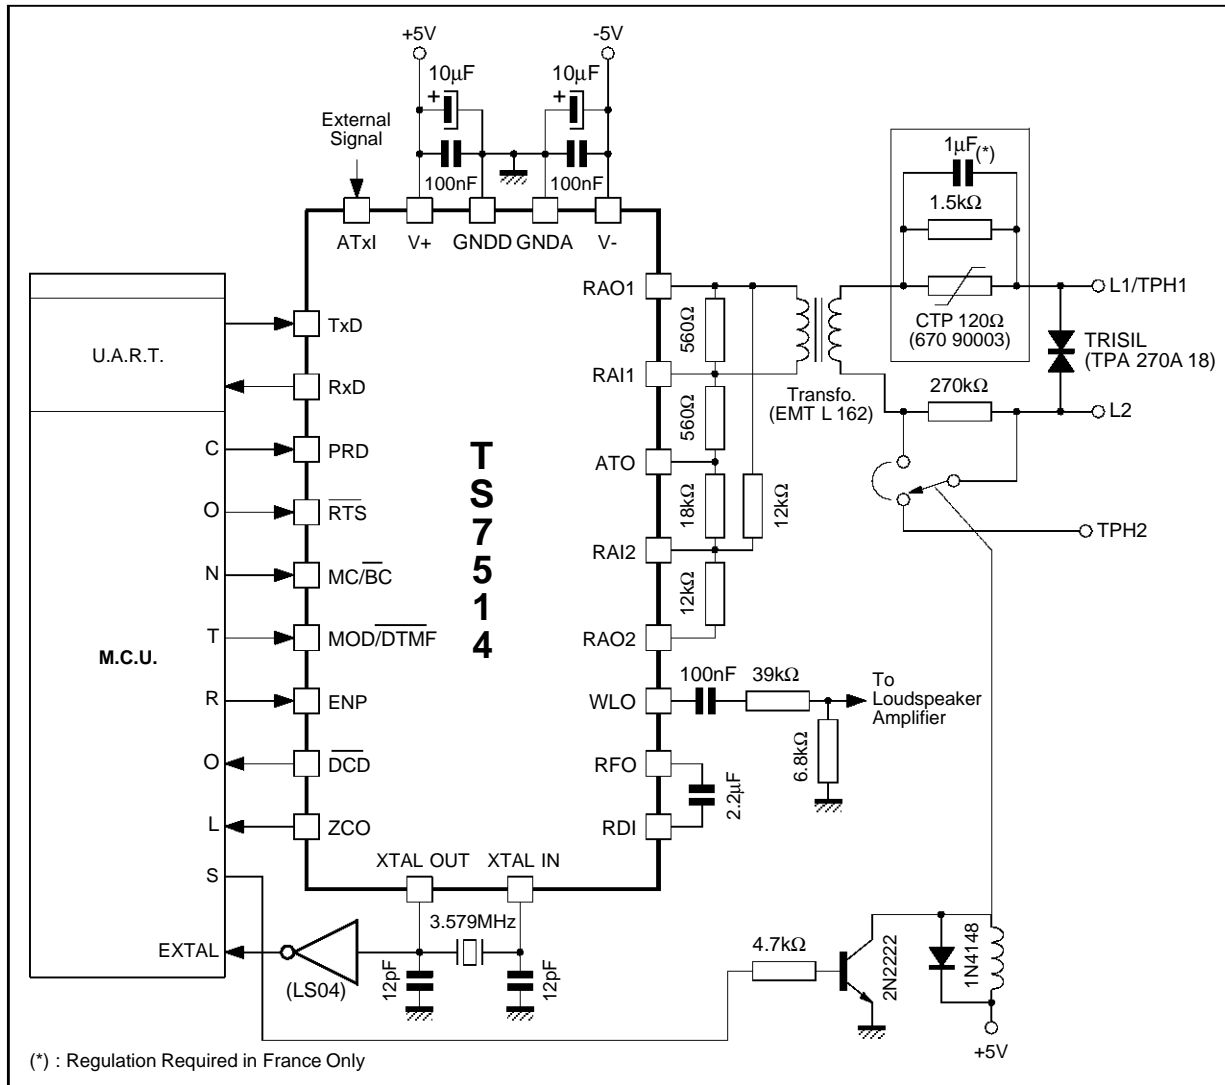 +5V
-5V
10µF
10µF
+
+
External
Signal
100nF
100nF
1µF
(*)
1.5kΩ
ATxI
V+
GNDD
GNDA
V-
RAO1
L1/TPH1
CTP 120Ω
(670 90003)
TRISIL
(TPA 270A 18)
TxD
560Ω
U.A.R.T.
RAI1
Transfo.
(EMT L 162)
270kΩ
L2
RxD
560Ω
C
PRD
TS7514
ATO
O
RTS
18kΩ
12kΩ
TPH2
RAI2
N
MC/BC
12kΩ
T
MOD/DTMF
RAO2
M.C.U.
100nF
39kΩ
To
Loudspeaker
Amplifier
R
ENP
WLO
6.8kΩ
O
DCD
RFO
2.2µF
L
ZCO
RDI
XTAL OUT
XTAL IN
S
3.579MHz
EXTAL
(LS04)
12pF
12pF
4.7kΩ
2N2222
1N4148
+5V
(*) : Regulation Required in France Only